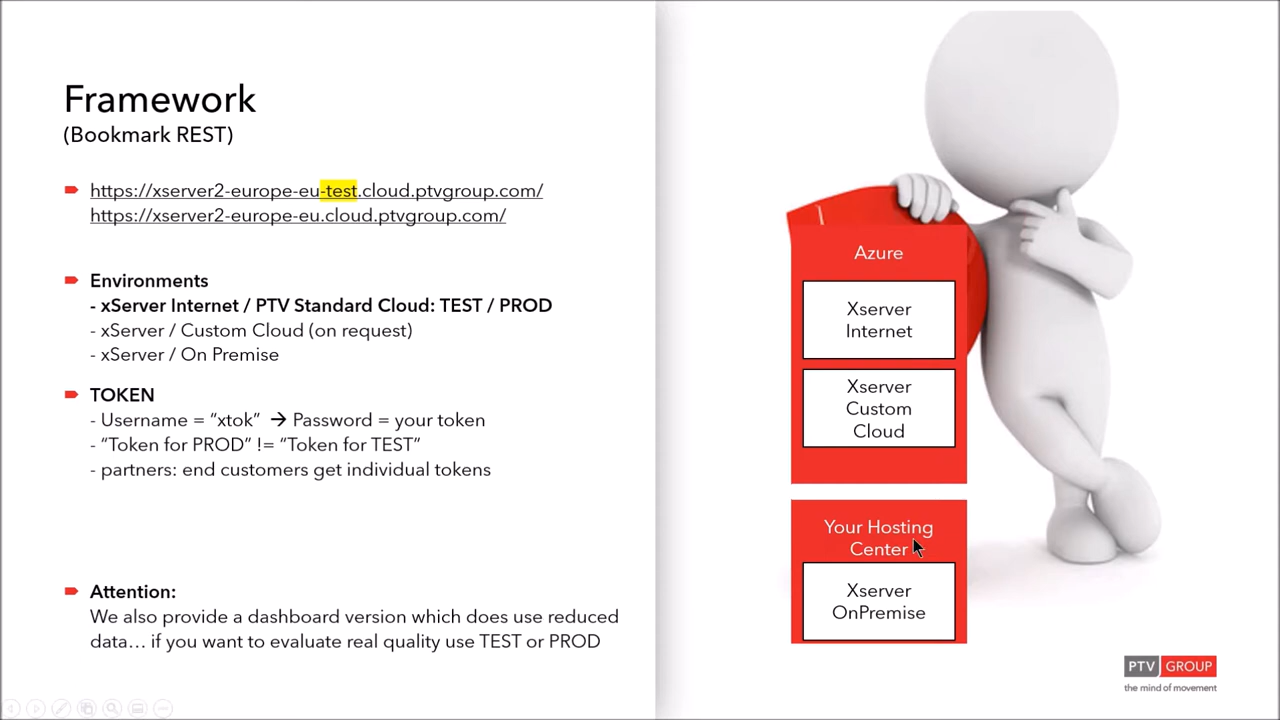 Framework
(Bookmark REST)
https://xserver2-europe-eu-test.cloud.ptvgroup.com/
https://xserver2-europe-eu.cloud.ptvgroup.com/
Environments
- xServer Internet / PTV Standard Cloud: TEST / PROD
- xServer / Custom Cloud (on request)
- xServer / On Premise
TOKEN
- Username = “xtok” → Password = your token
- “Token for PROD” != “Token for TEST”
- partners: end customers get individual tokens
Attention:
We also provide a dashboard version which does use reduced
data… if you want to evaluate real quality use TEST or PROD
Azure
Xserver
Internet
Xserver
Custom
Cloud
Your Hosting
Center
Xserver
OnPremise
PTV GROUP
the mind of movement